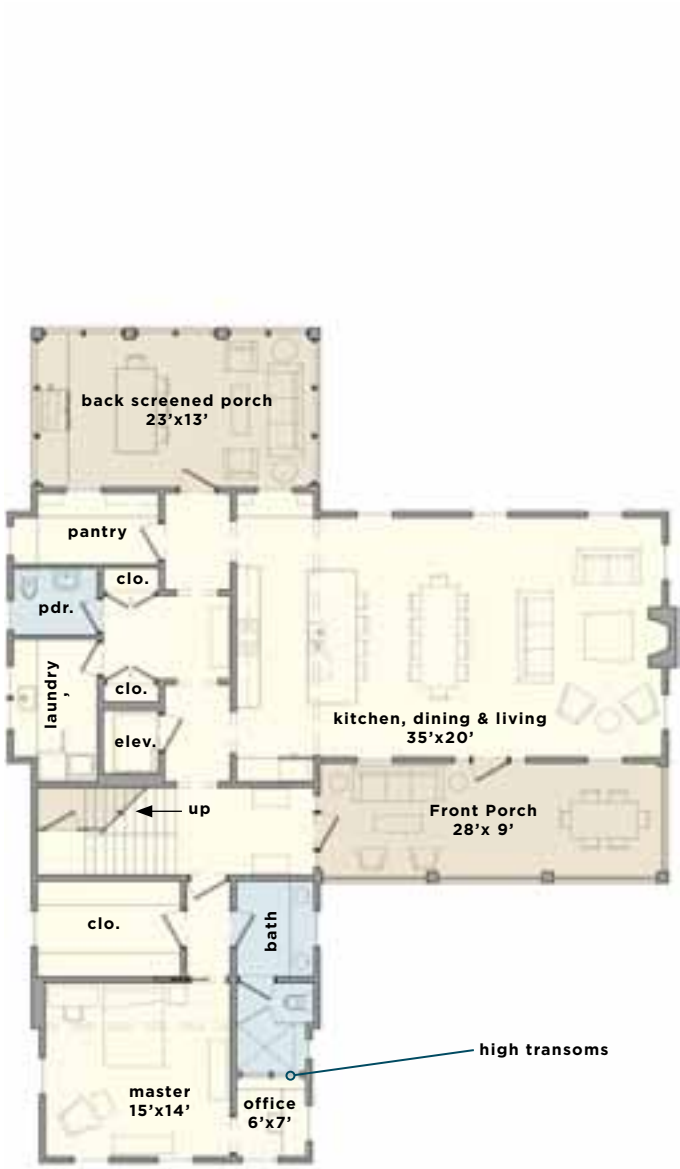 back screened porch
23’x13’
pantry
clo.
pdr.
clo.
laundry,
elev.
kitchen, dining & living
35’x20’
up
Front Porch
28’x 9’
clo.
bath
high transoms
master
15’x14’
office
6’x7’